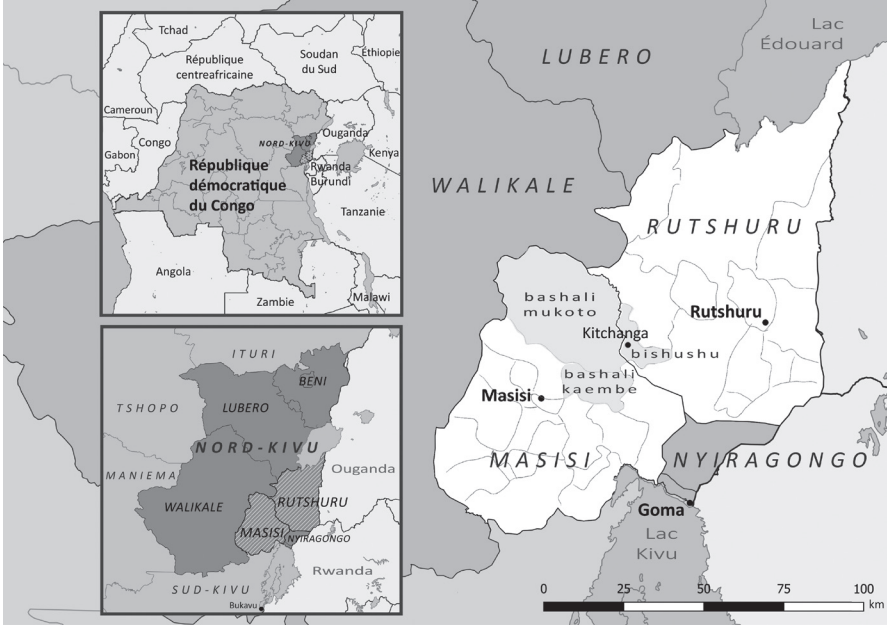 Tchad
République
centreafricaine
Soudan
du Sud
Éthiopie
Cameroun
Congo
Gabon
NORD-KIVU
Ouganda
Kenya
République
démocratique
du Congo
Rwanda
Burundi
Tanzanie
Angola
Zambie
Malawi
ITURI
BENI
TSHOPO
LUBERO
NORD-KIVU
MANIEMA
Ouganda
WALIKALE
RUTSHURU
MASISI
NYIRAGONGO
SUD-KIVU
Rwanda
Bukavu
Lac
Édouard
LUBERO
WALIKALE
RUTSHURU
bashali
mukoto
Rutshuru
Kitchanga
bishushu
bashali
kaembe
Masisi
MASISI
NYIRAGONGO
Goma
Lac
Kivu
0 25 50 75 100
km